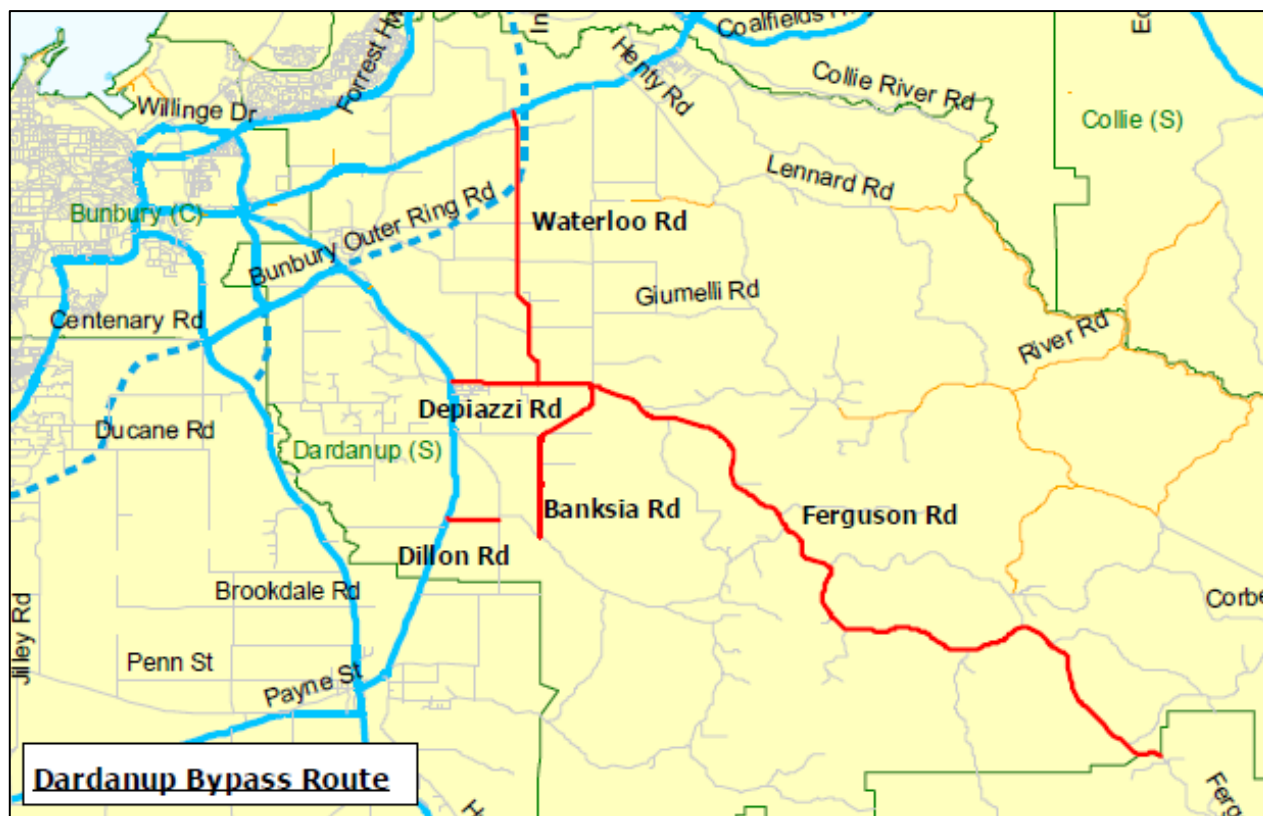 Coalfields H
Forrest Hw
Henty Rd
Willinge Dr
Collie River Rd
Collie (S)
Lennard Rd
Bunbury (C)
Bunbury Outer Ring Rd
Waterloo Rd
Giumelli Rd
Centenary Rd
River Rd
Depiazzi Rd
Ducane Rd
Dardanup (S)
Banksia Rd
Ferguson Rd
Dillon Rd
Brookdale Rd
Corbe
Jilley Rd
Penn St
Payne St
Dardanup Bypass Route
Ferg